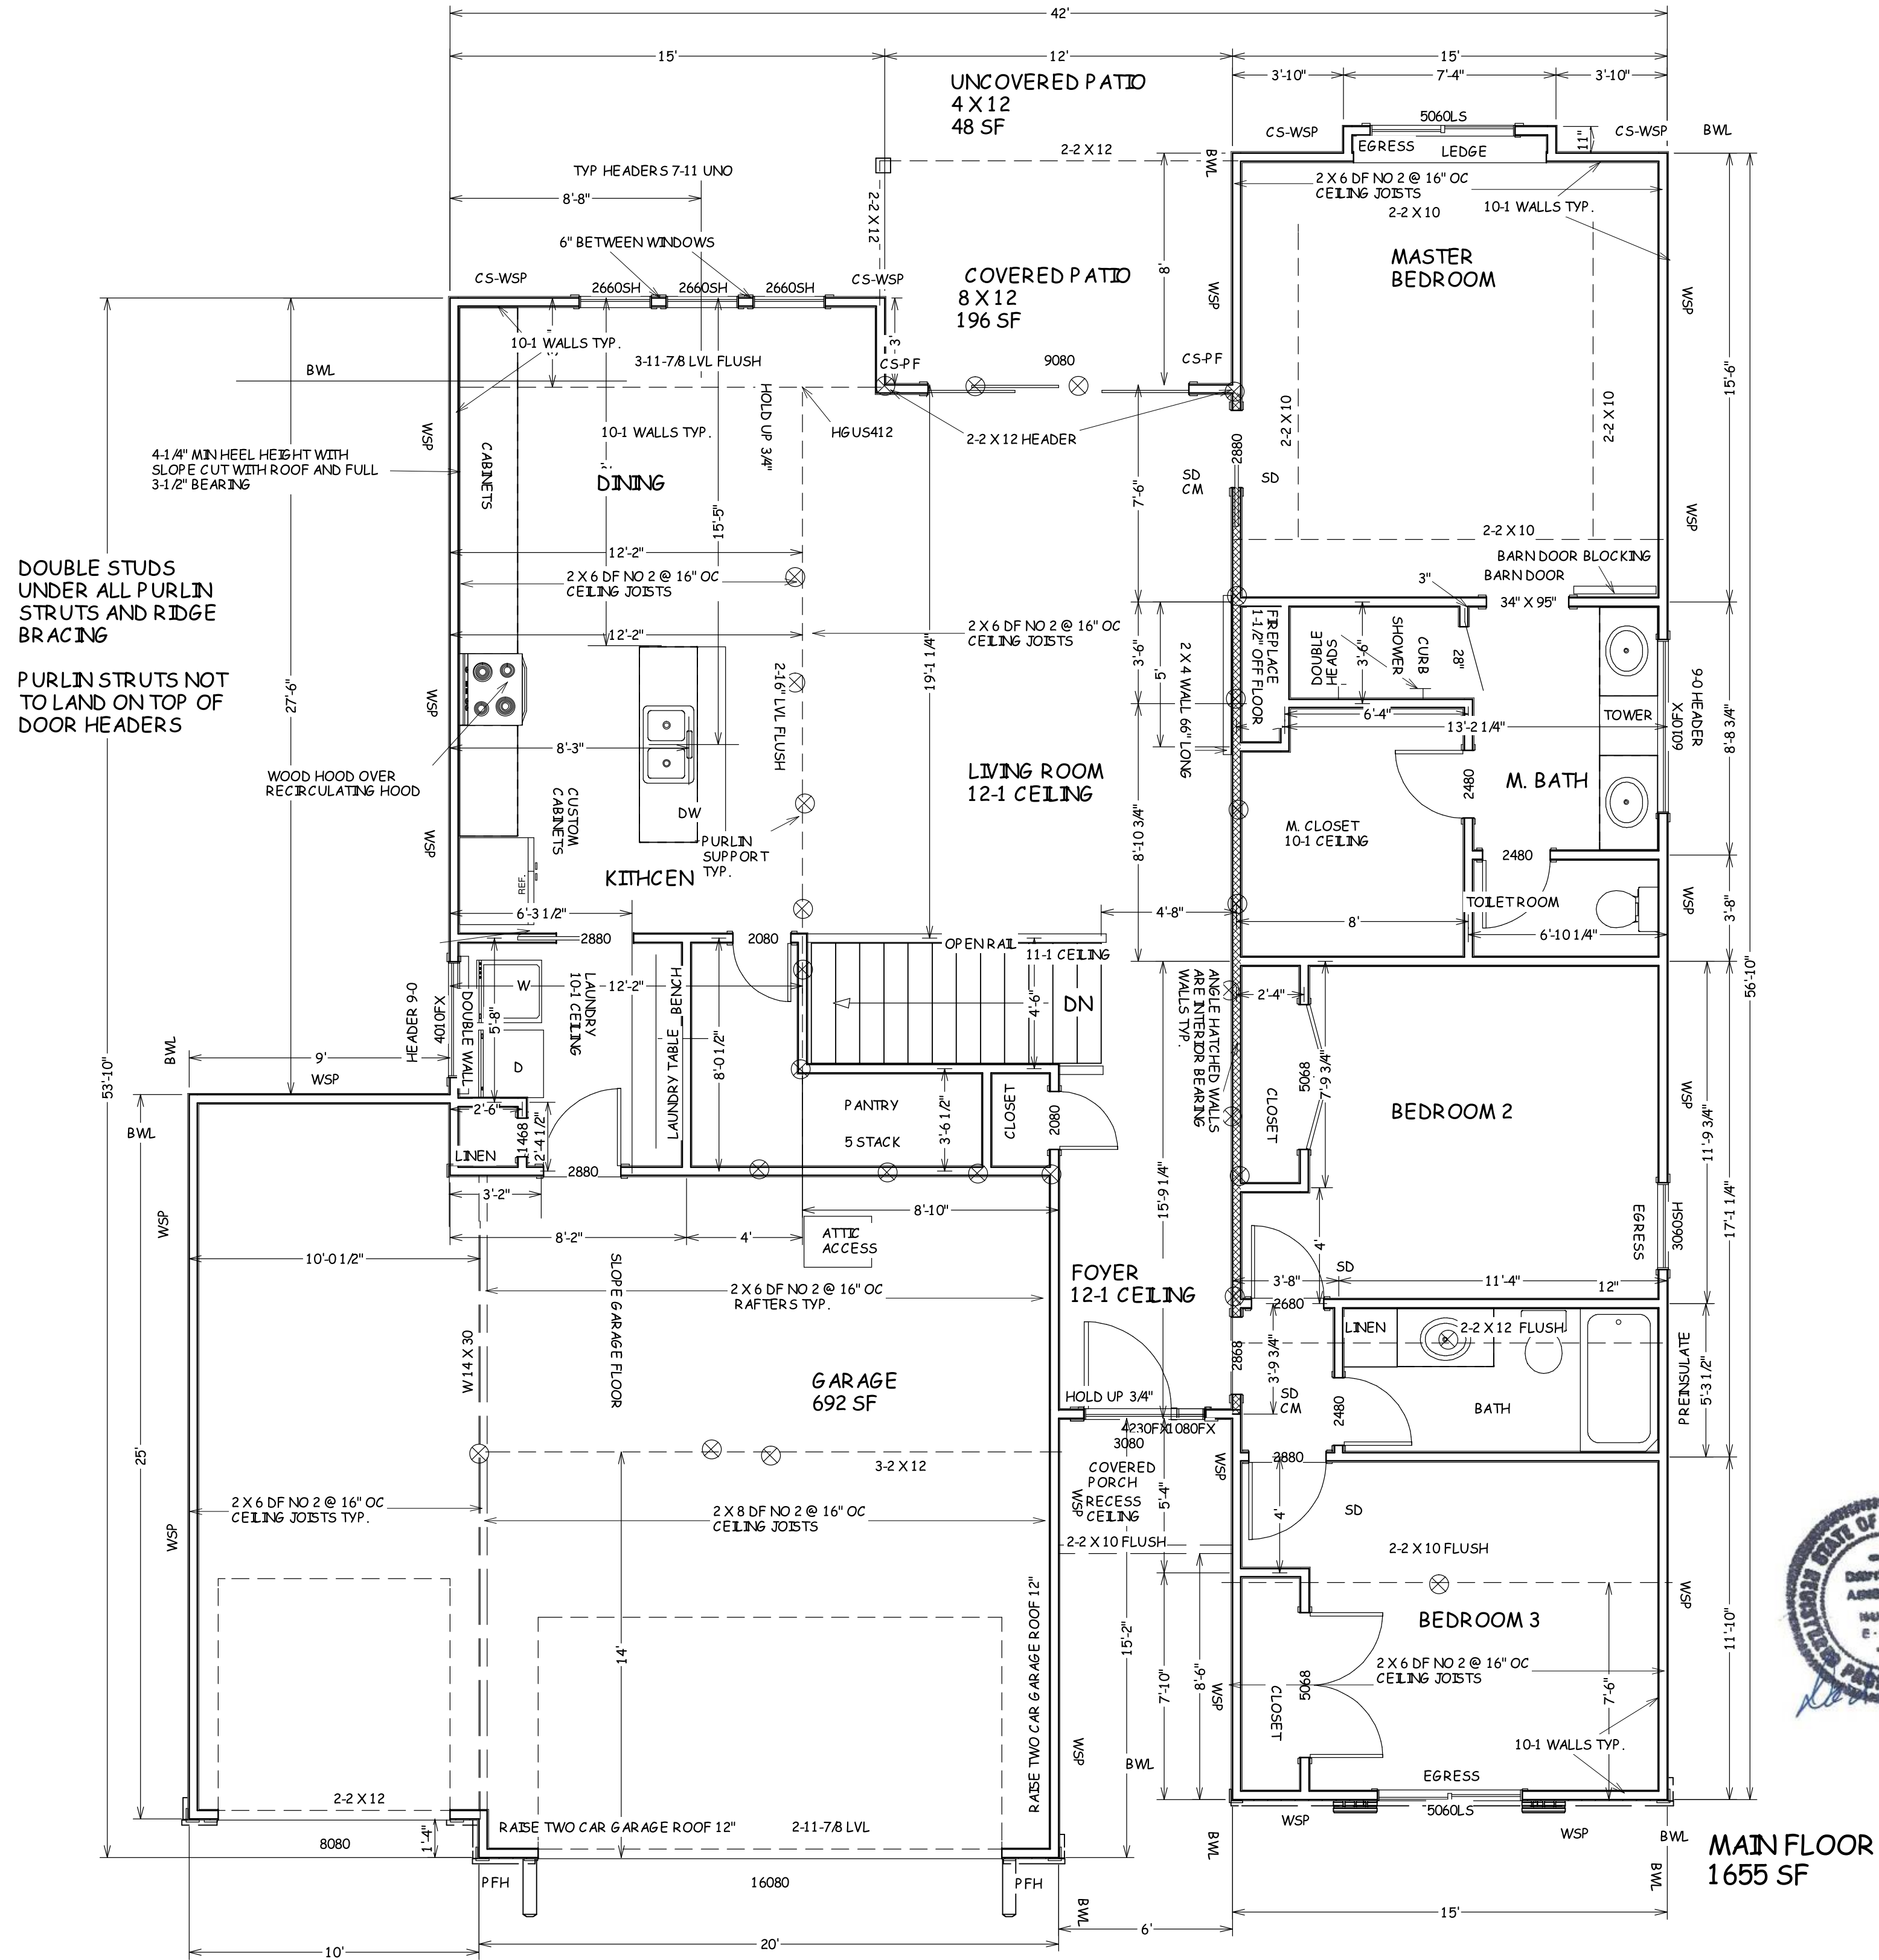 42'
15'
12'
15'
3'-10"
7'-4"
3'-10"
UNCOVERED PATIO
4 X 12
48 SF
5060LS
CS-WSP
EGRESS
LEDGE
11"
CS-WSP
BWL
2-2 X 12
BWL
TYP HEADERS 7-11 UNO
8'-8"
2-2 X 12
2 X 6 DF NO 2 @ 16" OC
CEILING JOISTS
2-2 X 10
10-1 WALLS TYP.
6" BETWEEN WINDOWS
MASTER
BEDROOM
8'
CS-WSP
2660SH
2660SH
2660SH
CS-WSP
COVERED PATIO
8 X 12
196 SF
WSP
WSP
10-1 WALLS TYP.
3-11-7/8 LVL FLUSH
3'
CS-PF
9080
CS-PF
BWL
15'-6"
HOLD UP 3/4"
2-2 X 10
2-2 X 10
WSP
10-1 WALLS TYP.
HGUS412
2-2 X 12 HEADER
2880
4-1/4" MIN HEEL HEIGHT WITH
SLOPE CUT WITH ROOF AND FULL
3-1/2" BEARING
CABINETS
DINING
SD
CM
SD
7'-6"
15'-5"
WSP
2-2 X 10
12'-2"
BARN DOOR BLOCKING
BARN DOOR
DOUBLE STUDS
UNDER ALL PURLIN
STRUTS AND RIDGE
BRACING
PURLIN STRUTS NOT
TO LAND ON TOP OF
DOOR HEADERS
2 X 6 DF NO 2 @ 16" OC
CEILING JOISTS
3"
34" X 95"
12'-2"
2 X 6 DF NO 2 @ 16" OC
CEILING JOISTS
19'-1 1/4"
2 X 4 WALL 66" LONG
5'
3'-6"
FIREPLACE
1-1/2" OFF FLOOR
DOUBLE
HEADS
3'-6"
SHOWER
CURB
28"
27'-6"
WSP
2-16" LVL FLUSH
6'-4"
13'-2 1/4"
TOWER
6010FX
9-0 HEADER
8'-8 3/4"
8'-3"
WOOD HOOD OVER
RECIRCULATING HOOD
LIVING ROOM
12-1 CEILING
M. BATH
2480
CUSTOM
CABINETS
DW
PURLIN
SUPPORT
TYP.
WSP
M. CLOSET
10-1 CEILING
8'-10 3/4"
2480
KITHCEN
REF.
TOILET ROOM
WSP
3'-8"
6'-3 1/2"
4'-8"
8'
6'-10 1/4"
2880
2080
OPEN RAIL
11-1 CEILING
56'-10"
W
12'-2"
LAUNDRY
10-1 CEILING
LAUNDRY TABLE BENCH
4'-6"
DN
ANGLE HATCHED WALLS
ARE INTERIOR BEARING
WALLS TYP.
2'-4"
HEADER 9-0
4010FX
DOUBLE WALL
5'-8"
BWL
9'
WSP
D
8'-0 1/2"
5068
7'-9 3/4"
53'-10"
CLOSET
BEDROOM 2
WSP
11'-9 3/4"
BWL
2'-6"
1468
2'-4 1/2"
LINEN
PANTRY
5 STACK
3'-6 1/2"
CLOSET
2080
2880
3'-2"
WSP
8'-10"
15'-9 1/4"
17'-1 1/4"
EGRESS
3060SH
8'-2"
4'
ATTIC
ACCESS
10'-0 1/2"
SLOPE GARAGE FLOOR
4'
SD
FOYER
12-1 CEILING
3'-8"
11'-4"
12"
2 X 6 DF NO 2 @ 16" OC
RAFTERS TYP.
2680
W 14 X 30
2868
3'-9 3/4"
LINEN
2-2 X 12 FLUSH
PREINSULATE
5'-3 1/2"
GARAGE
692 SF
HOLD UP 3/4"
SD
CM
2480
BATH
4230FX
1080FX
3080
25'
3-2 X 12
2880
WSP
COVERED
PORCH
RECESS
CEILING
WSP
5'-4"
2 X 6 DF NO 2 @ 16" OC
CEILING JOISTS TYP.
2 X 8 DF NO 2 @ 16" OC
CEILING JOISTS
WSP
4'
SD
2-2 X 10 FLUSH
2-2 X 10 FLUSH
WSP
BEDROOM 3
11'-10"
14'
RAISE TWO CAR GARAGE ROOF 12"
15'-2"
7'-10"
8'-6"
WSP
CLOSET
5068
2 X 6 DF NO 2 @ 16" OC
CEILING JOISTS
7'-6"
WSP
BWL
10-1 WALLS TYP.
EGRESS
2-2 X 12
5060LS
WSP
WSP
BWL
8080
1'-4"
RAISE TWO CAR GARAGE ROOF 12"
2-11-7/8 LVL
BWL
BWL
MAIN FLOOR
1655 SF
PFH
16080
PFH
BWL
15'
6'
20'
10'
STATE OF